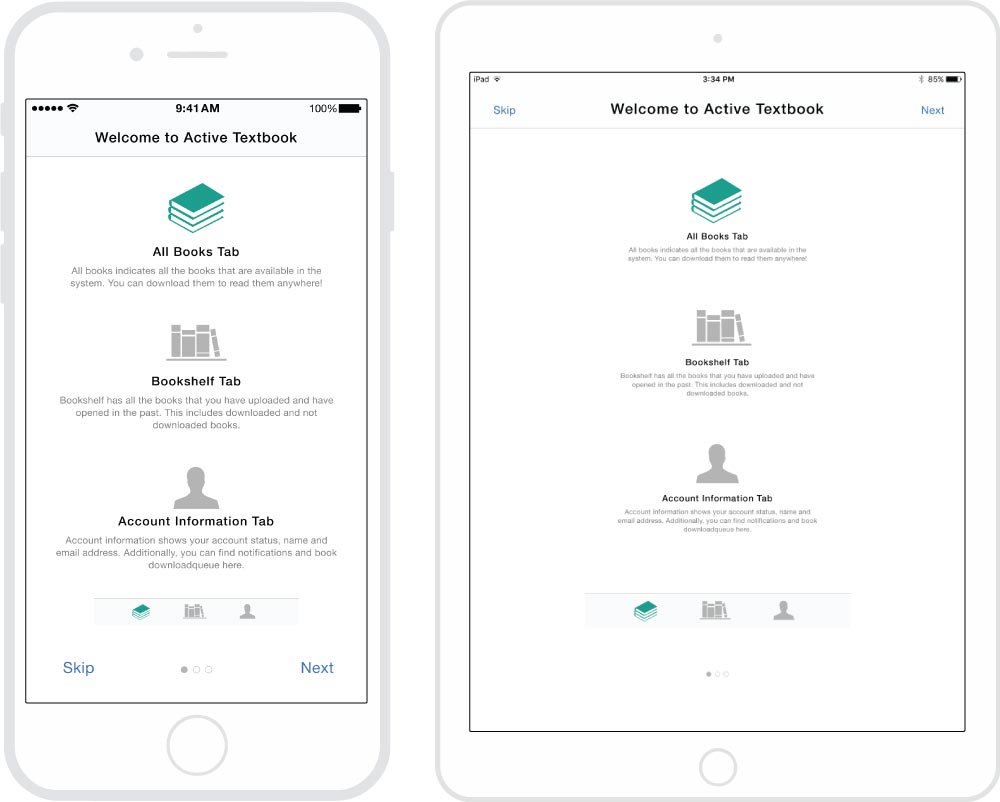 9:41 AM
100%
Welcome to Active Textbook
All Books Tab
All books indicates all the books that are available in the
system. You can download them to read them anywhere!
Bookshelf Tab
Bookshelf has all the books that you have uploaded and have
opened in the past. This includes downloaded and not
downloaded books.
Account Information Tab
Account information shows your account status, name and
email address. Additionally, you can find notifications and book
downloadqueue here.
Skip
Next
iPad
3:34 PM
85%
Skip
Welcome to Active Textbook
Next
All Books Tab
All books indicates all the books that are available in the
system. You can download them to read them anywhere!
Bookshelf Tab
Bookshelf has all the books that you have uploaded and have
opened in the past. This includes downloaded and not
downloaded books.
Account Information Tab
Account information shows your account status, name and
email address. Additionally, you can find notifications and book
downloadqueue here.